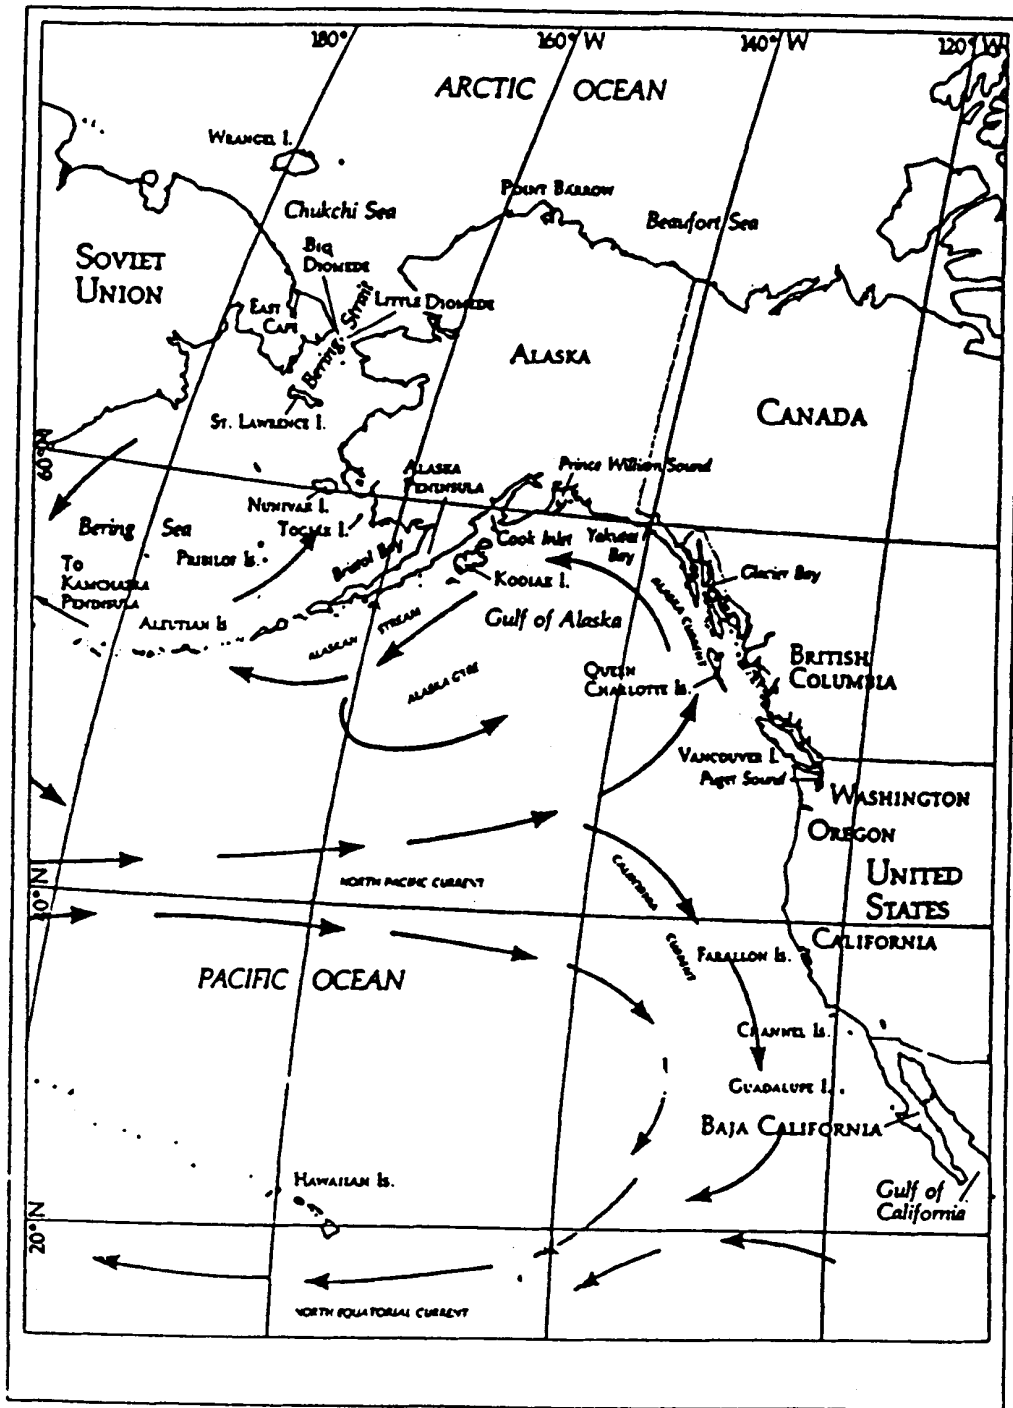 180°
160° W
140° W
120° W
ARCTIC OCEAN
WRANGEL I.
POINT BARROW
Chukchi Sea
Beaufort Sea
SOVIET
UNION
BIG
DIOMEDE
LITTLE DIOMEDE
EAST
CAPE
Bering Strait
ALASKA
CANADA
ST. LAWRENCE I.
60° N
ALASKA
PENINSULA
Prince William Sound
NUNIVAK I.
TOGIAK I.
Bering Sea
Cook Inlet
Yakutat
Bay
PRIBILOF Is.
Bristol Bay
Glacier Bay
TO
KAMCHATKA
PENINSULA
KODIAK I.
ALASKA CURRENT
ALEUTIAN Is
Gulf of Alaska
ALASKAN STREAM
ALASKA GYRE
QUEEN
CHARLOTTE Is.
BRITISH
COLUMBIA
VANCOUVER I.
Puget Sound
WASHINGTON
OREGON
UNITED
STATES
NORTH PACIFIC CURRENT
CALIFORNIA
CURRENT
40° N
CALIFORNIA
FARALLON Is.
PACIFIC OCEAN
CHANNEL Is.
GUADALUPE I.
BAJA CALIFORNIA
HAWAIIAN Is.
Gulf of
California
20° N
NORTH EQUATORIAL CURRENT